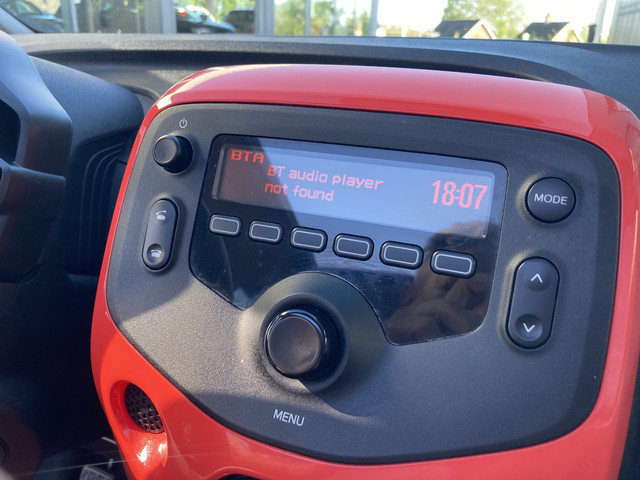 BTA
BT audio player
not found
18:07
MODE
MENU